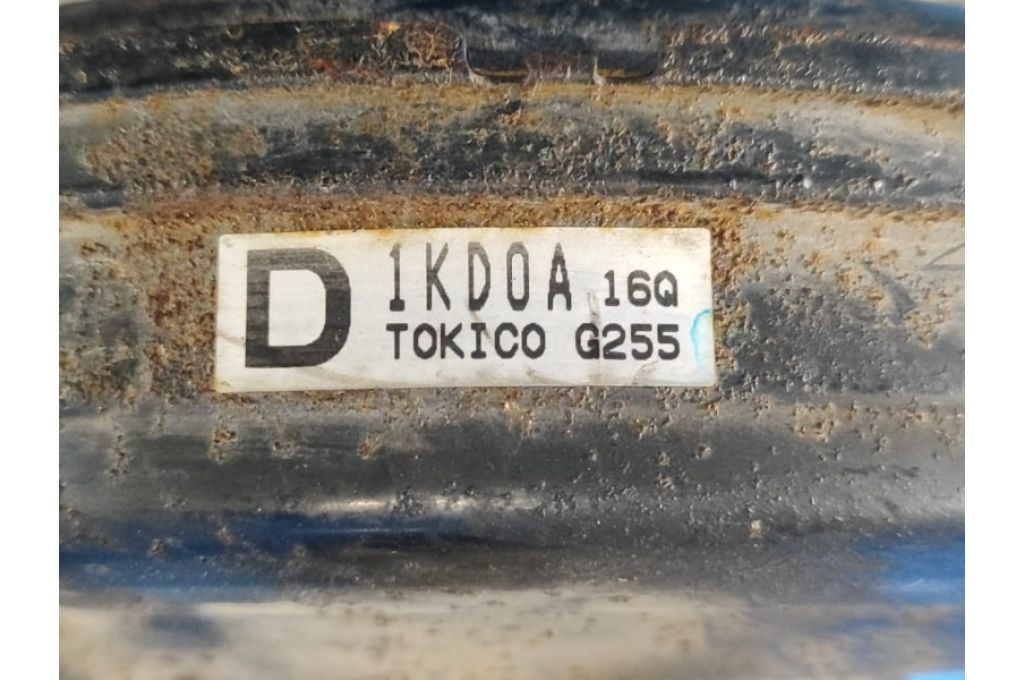 D 1KD0A 16Q
TOKICO G255